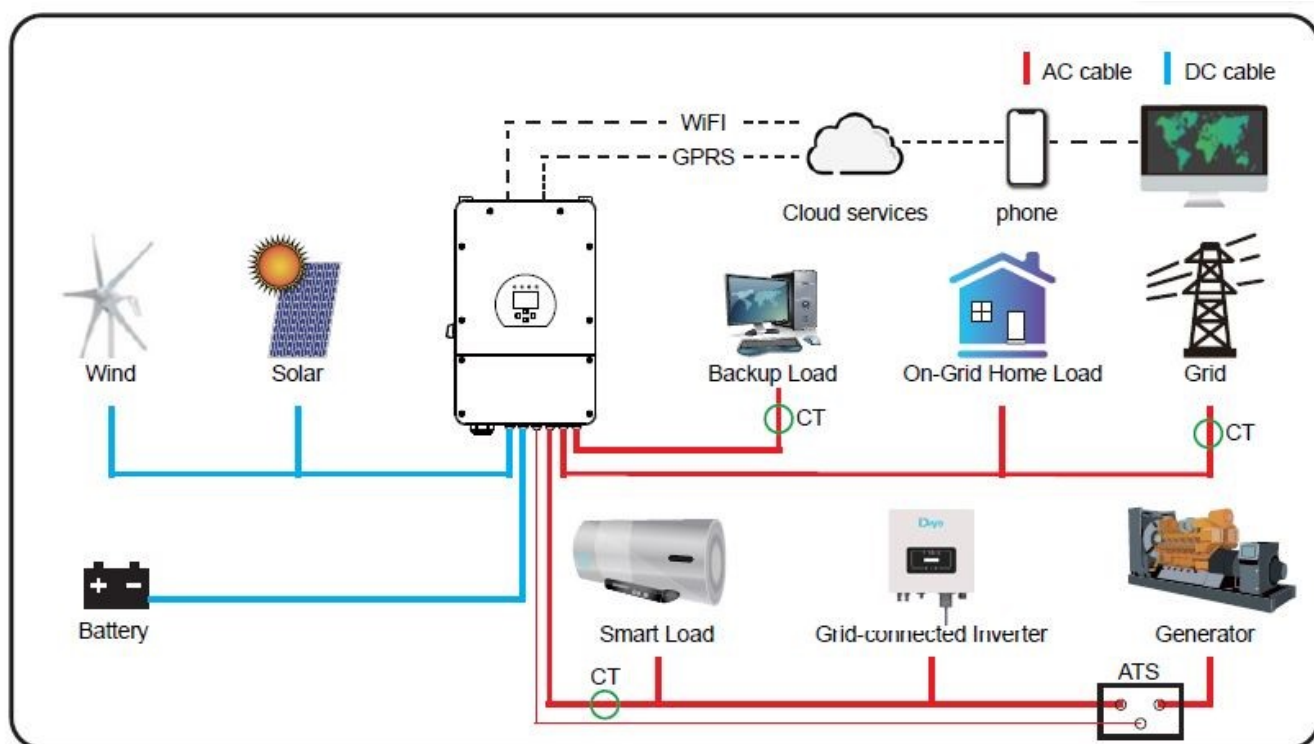 AC cable
DC cable
WiFI
GPRS
Cloud services
phone
Wind
Solar
Backup Load
On-Grid Home Load
Grid
CT
CT
Deye
Battery
Smart Load
Grid-connected Inverter
Generator
CT
ATS